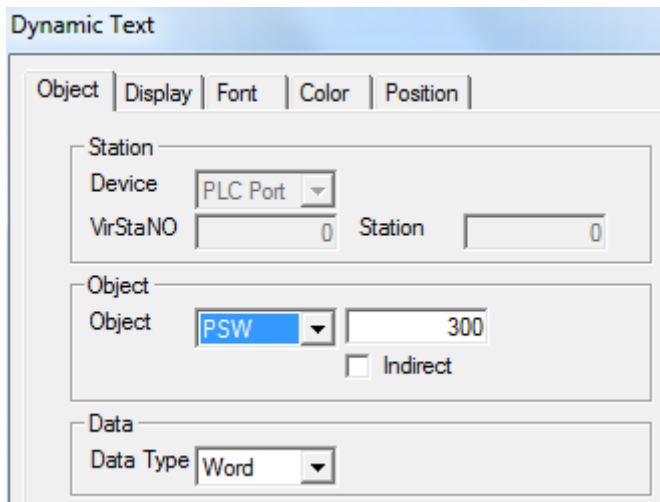 Dynamic Text
Object Display Font Color Position
Station
Device PLC Port
VirStaNO 0 Station 0
Object
Object PSW 300
Indirect
Data
Data Type Word